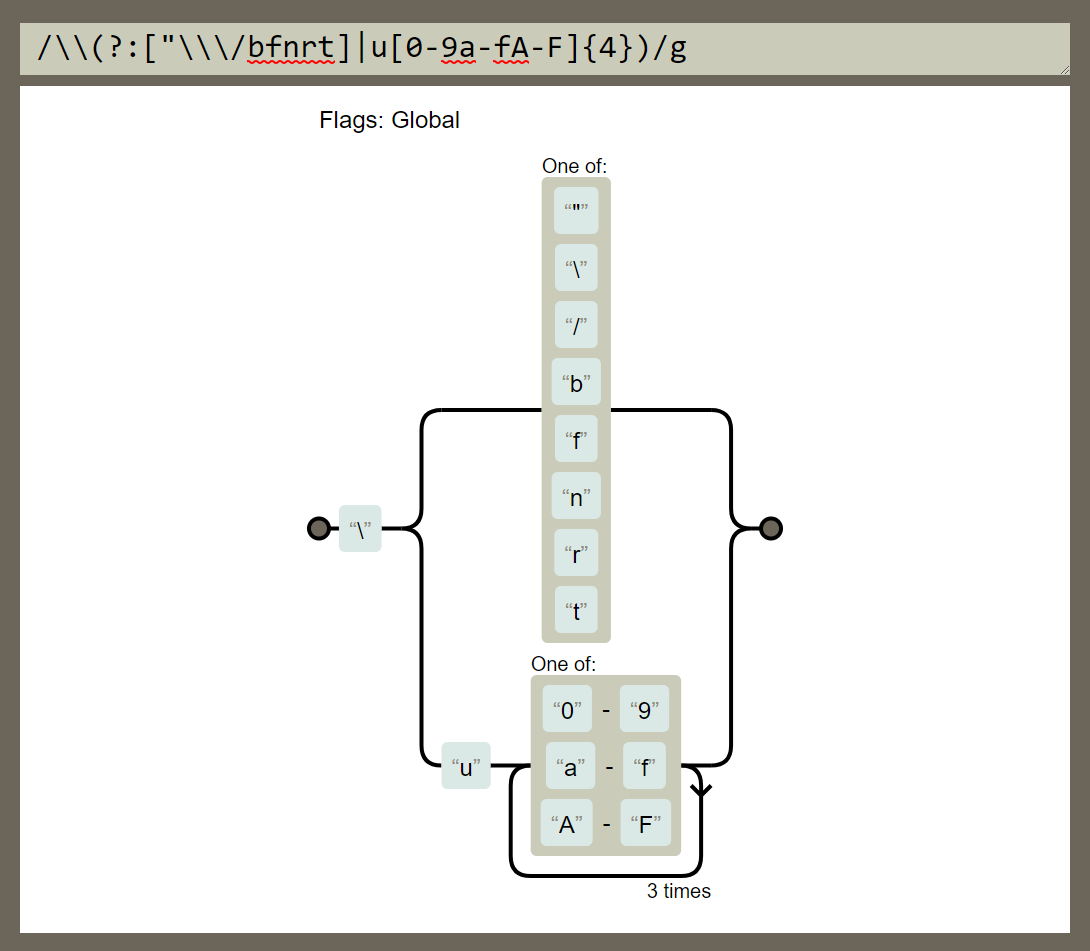 /\\(?:["\\\/bfnrt]|u[0-9a-fA-F]{4})/g
Flags: Global
One of:
“"”
“\”
“/”
“b”
“f”
“n”
“r”
“t”
“\”
One of:
“0” - “9”
“u”
“a” - “f”
“A” - “F”
3 times